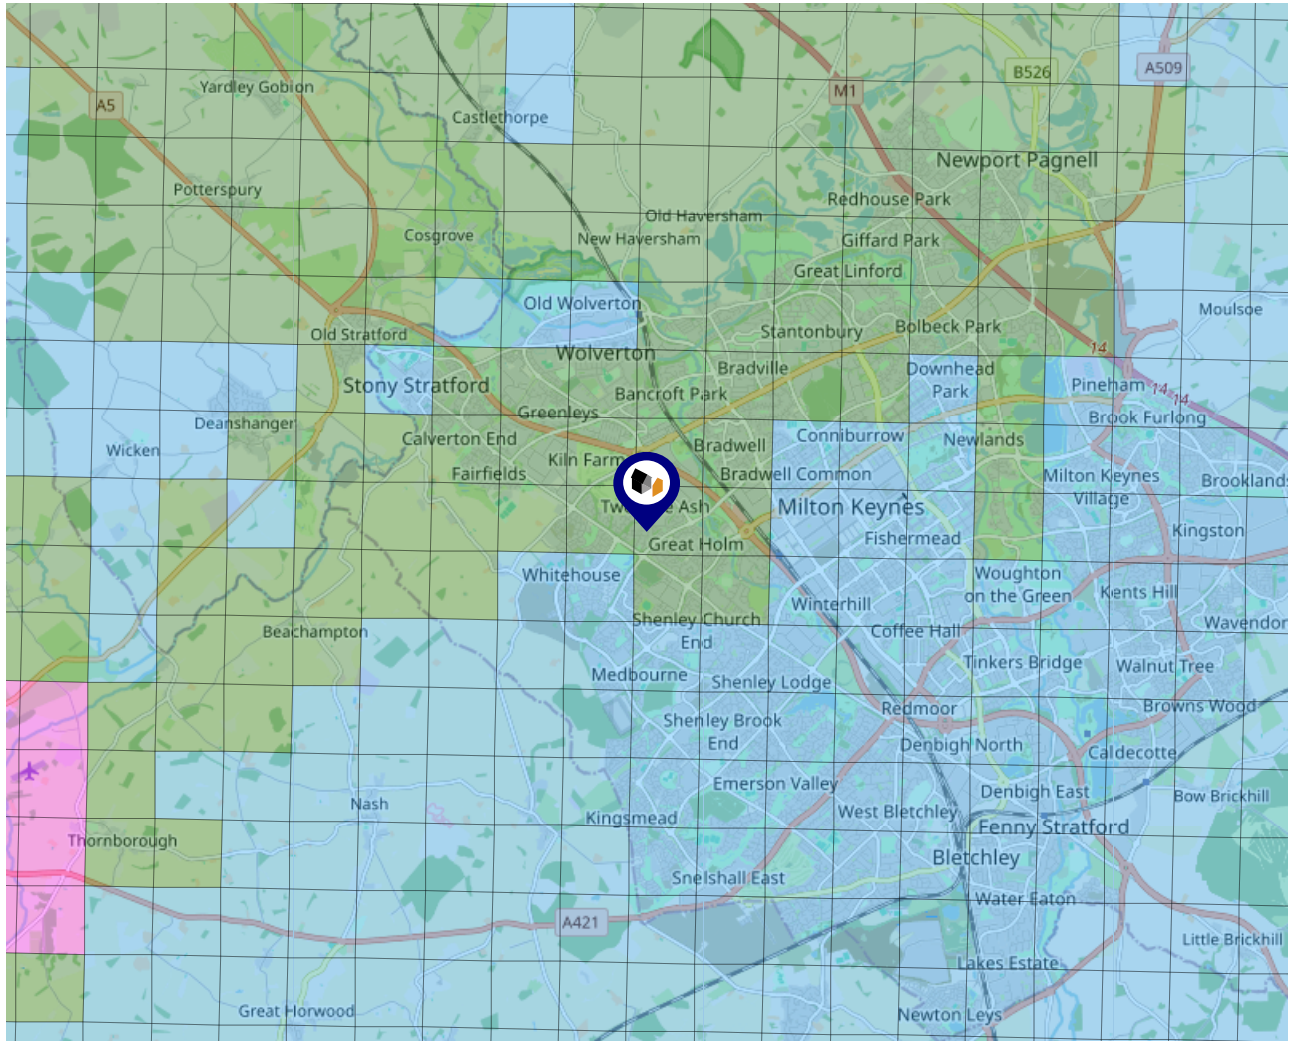 A509
B526
Yardley Gobion
M1
A5
Castlethorpe
Newport Pagnell
Potterspury
Redhouse Park
Old Haversham
Cosgrove
New Haversham
Giffard Park
Great Linford
Old Wolverton
Moulsoe
Old Stratford
Stantonbury
Bolbeck Park
14
Wolverton
Bradville
Downhead
Park
Stony Stratford
Bancroft Park
Pineham
14
14
Greenleys
Brook Furlong
Deanshanger
Calverton End
Conniburrow
Newlands
Wicken
Kiln Farm
Bradwell
Fairfields
Bradwell Common
Milton Keynes
Village
Brooklands
Milton Keynes
Ash
Kingston
Great Holm
Fishermead
Whitehouse
Woughton
on the Green
Kents Hill
Winterhill
Shenley Church
End
Wavendon
Beachampton
Coffee Hall
Medbourne
Shenley Lodge
Tinkers Bridge
Walnut Tree
Redmoor
Browns Wood
Shenley Brook
End
Denbigh North
Caldecotte
Emerson Valley
Denbigh East
Bow Brickhill
Nash
Kingsmead
West Bletchley
Fenny Stratford
Thornborough
Bletchley
Snelshall East
Water Eaton
A421
Little Brickhill
Lakes Estate
Great Horwood
Newton Leys